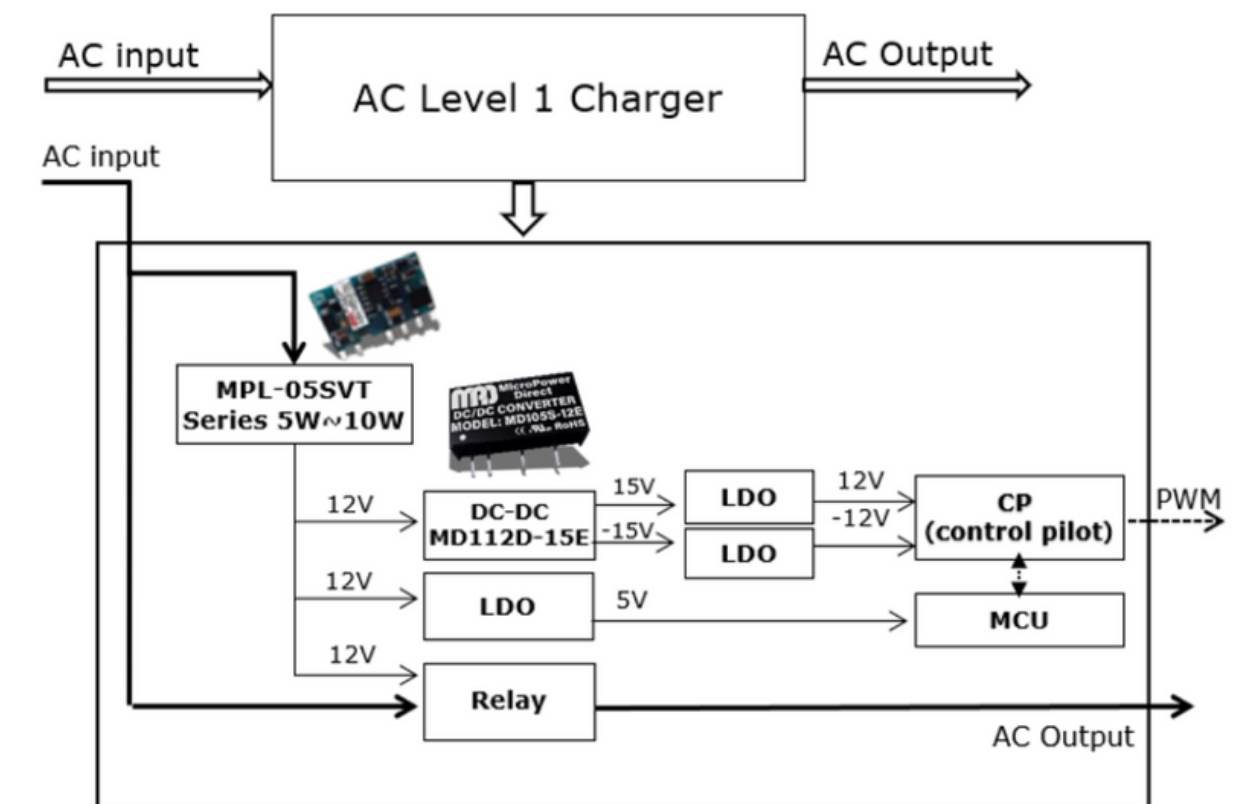 AC input
AC Output
AC Level 1 Charger
AC input
MPL-05SVT
Series 5W~10W
MPD MicroPower
Direct
DC/DC CONVERTER
MODEL: MD105S-12E
RoHS
12V
DC-DC
MD112D-15E
15V
-15V
LDO
LDO
12V
-12V
CP
(control pilot)
PWM
12V
LDO
5V
MCU
12V
Relay
AC Output